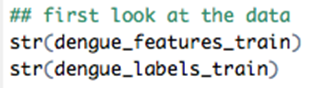 ## first look at the data
str(dengue_features_train)
str(dengue_labels_train)